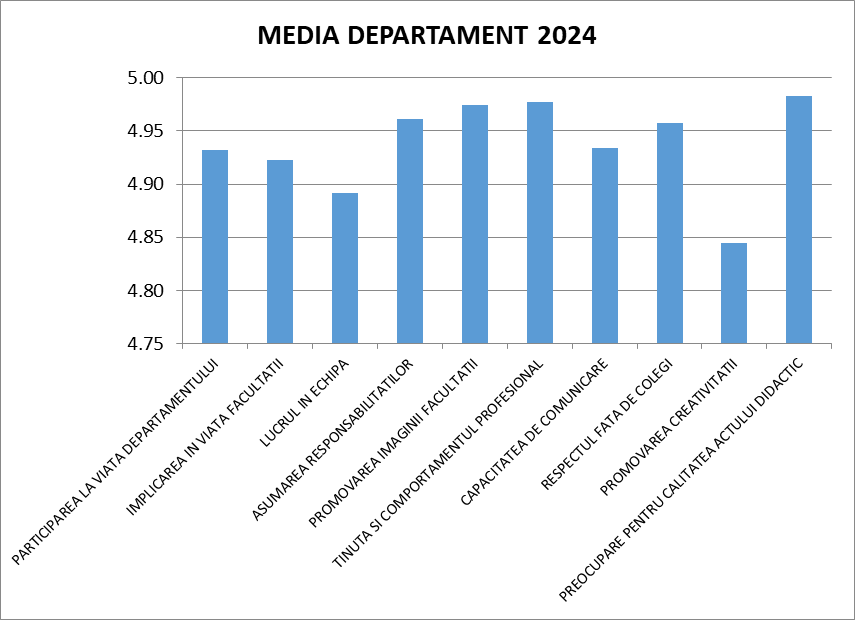 MEDIA DEPARTAMENT 2024
5.00
4.95
4.90
4.85
4.80
4.75
PARTICIPAREA LA VIATA DEPARTAMENTULUI
IMPLICAREA IN VIATA FACULTATII
LUCRUL IN ECHIPA
ASUMAREA RESPONSABILITATILOR
PROMOVAREA IMAGINII FACULTATII
TINUTA SI COMPORTAMENTUL PROFESIONAL
CAPACITATEA DE COMUNICARE
RESPECTUL FATA DE COLEGI
PROMOVAREA CREATIVITATII
PREOCUPARE PENTRU CALITATEA ACTULUI DIDACTIC